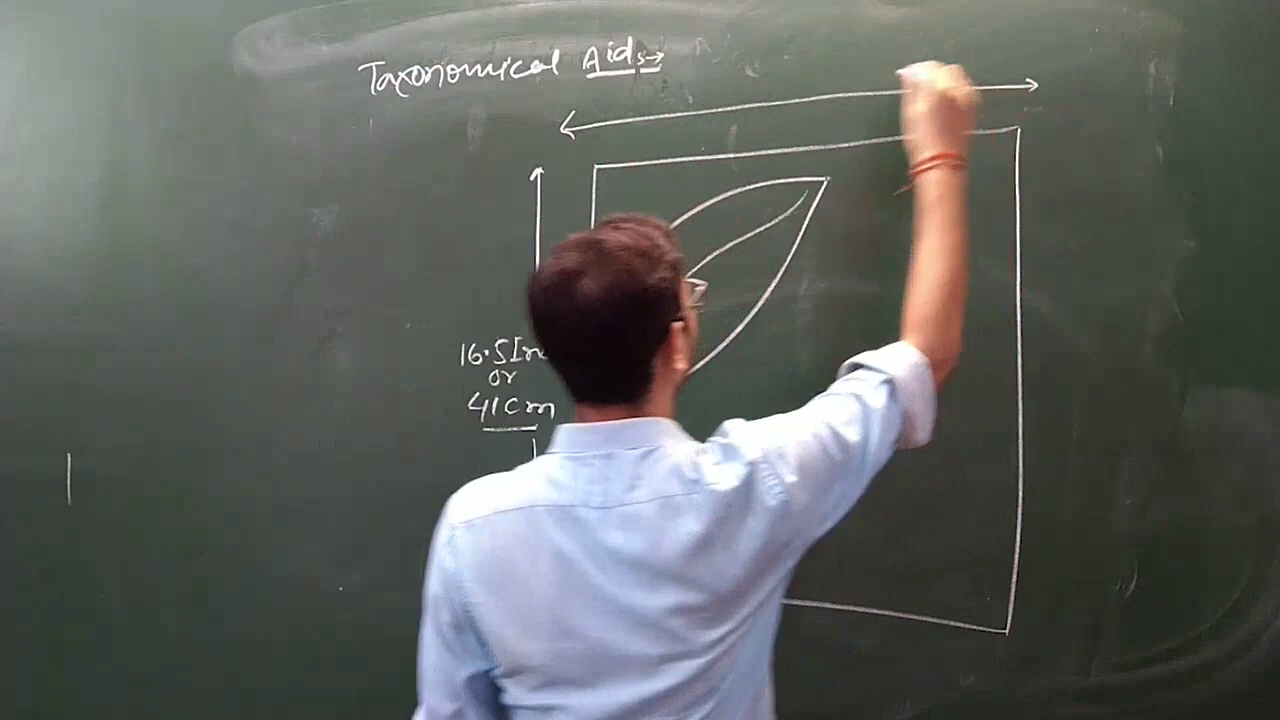 Taxonomical Aids→
16.5In
or
41cm